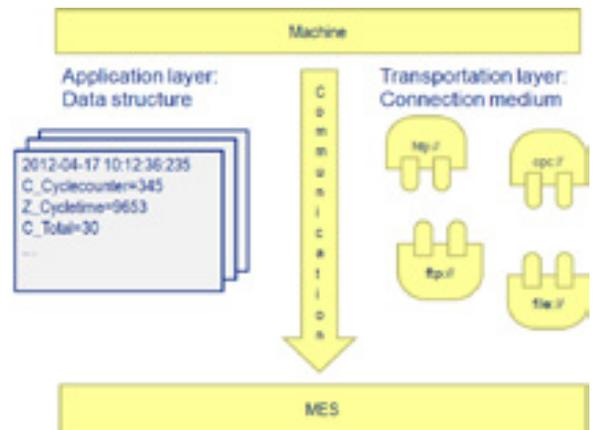 Machine
Application layer:
Data structure
Transportation layer:
Connection medium
Communication
2012-04-17 10:12:36:235
C_Cyclecounter=345
Z_Cycletime=9653
C_Total=30
...
opc://
ftp://
file://
MES